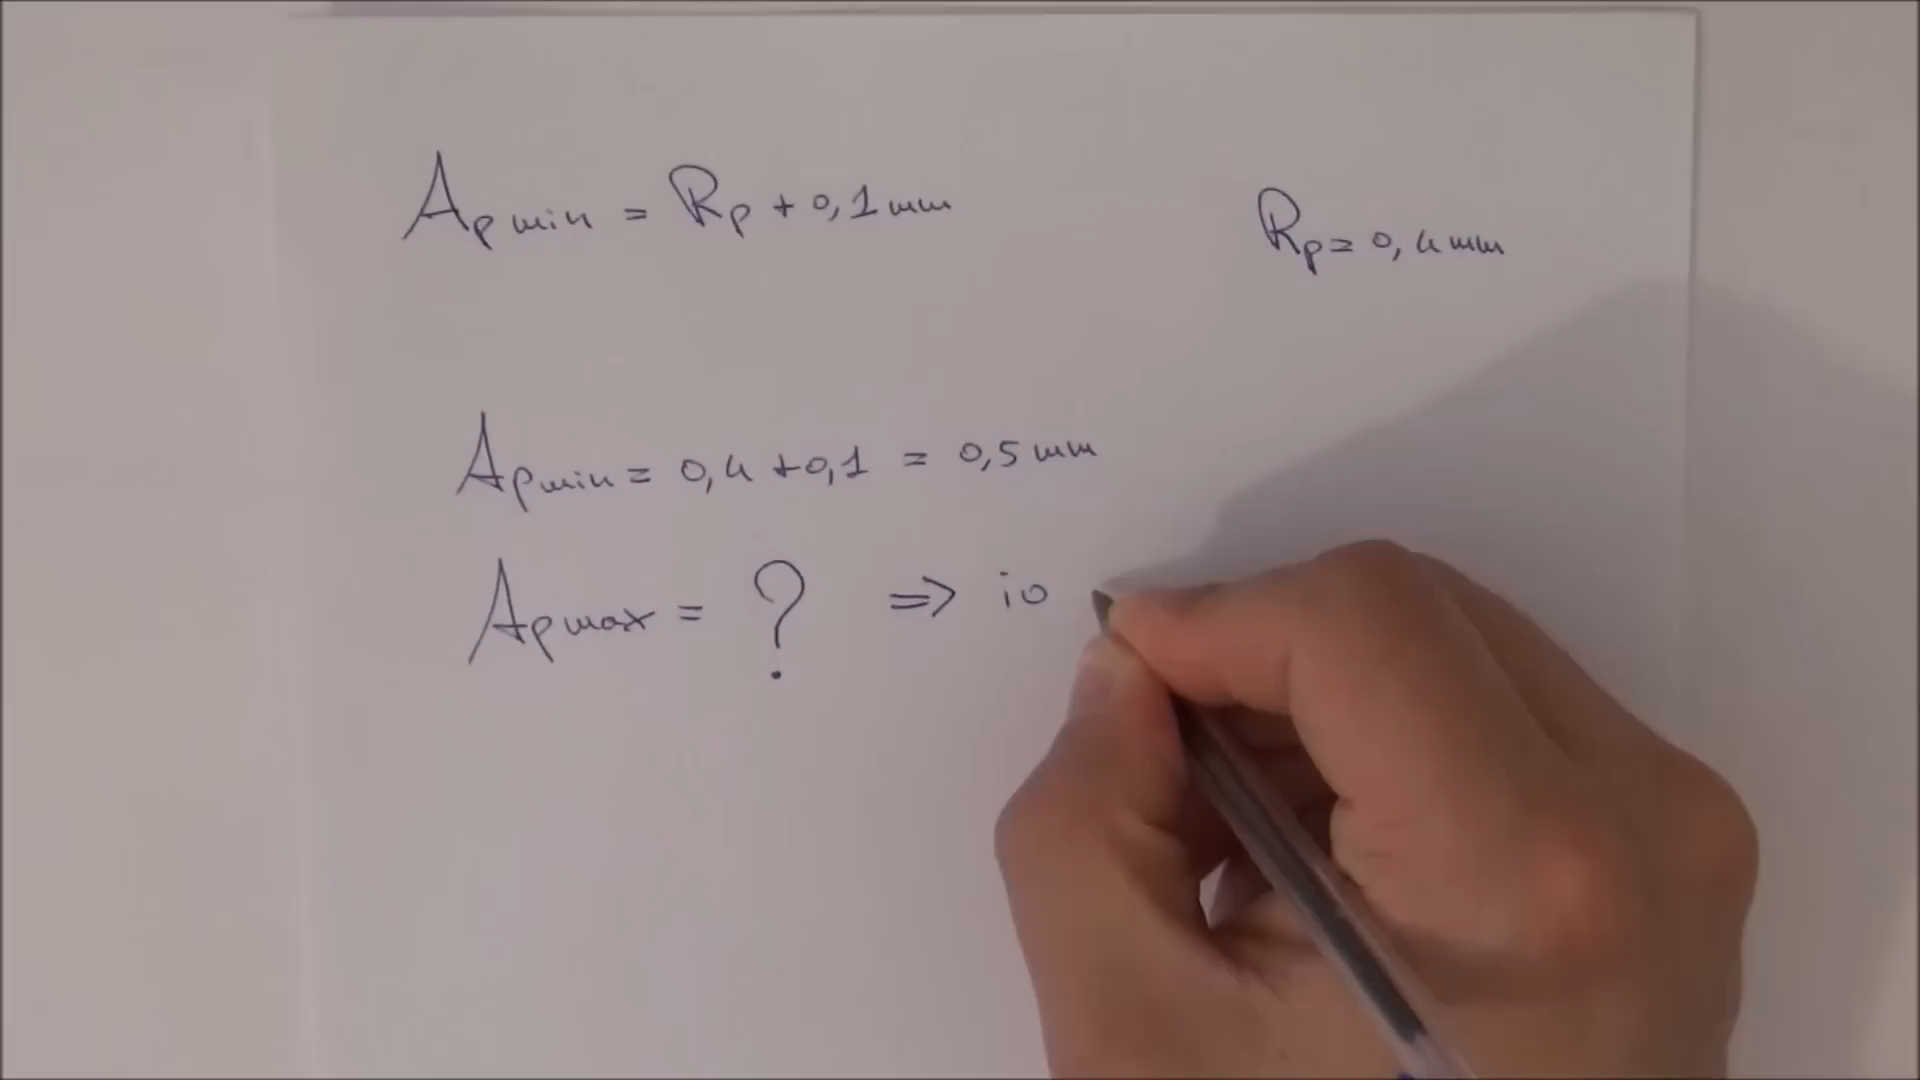 Ap min = Rp + 0,1 mm
Rp = 0,4 mm
Ap min = 0,4 + 0,1 = 0,5 mm
Ap max = ? ⇒ io